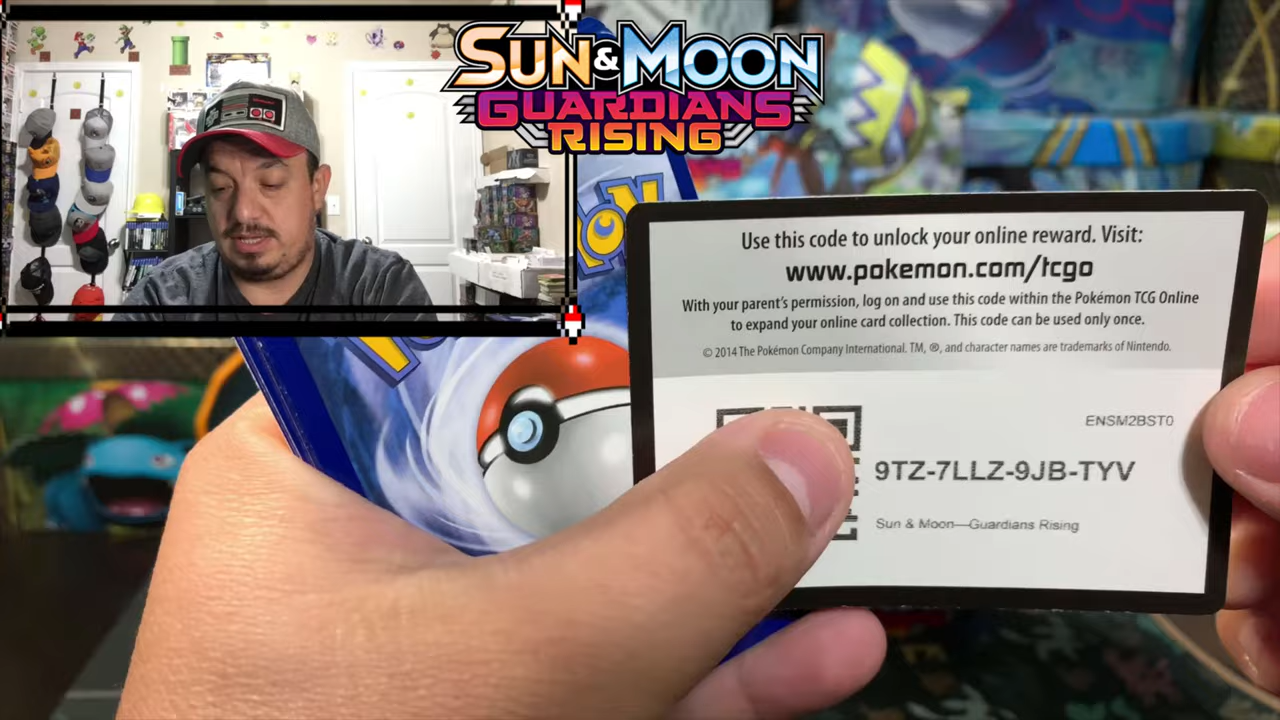 SUN & MOON
GUARDIANS
RISING
Use this code to unlock your online reward. Visit:
www.pokemon.com/tcgo
With your parent's permission, log on and use this code within the Pokémon TCG Online
to expand your online card collection. This code can be used only once.
© 2014 The Pokémon Company International. TM, ®, and character names are trademarks of Nintendo.
ENSM2BST0
9TZ-7LLZ-9JB-TYV
Sun & Moon—Guardians Rising